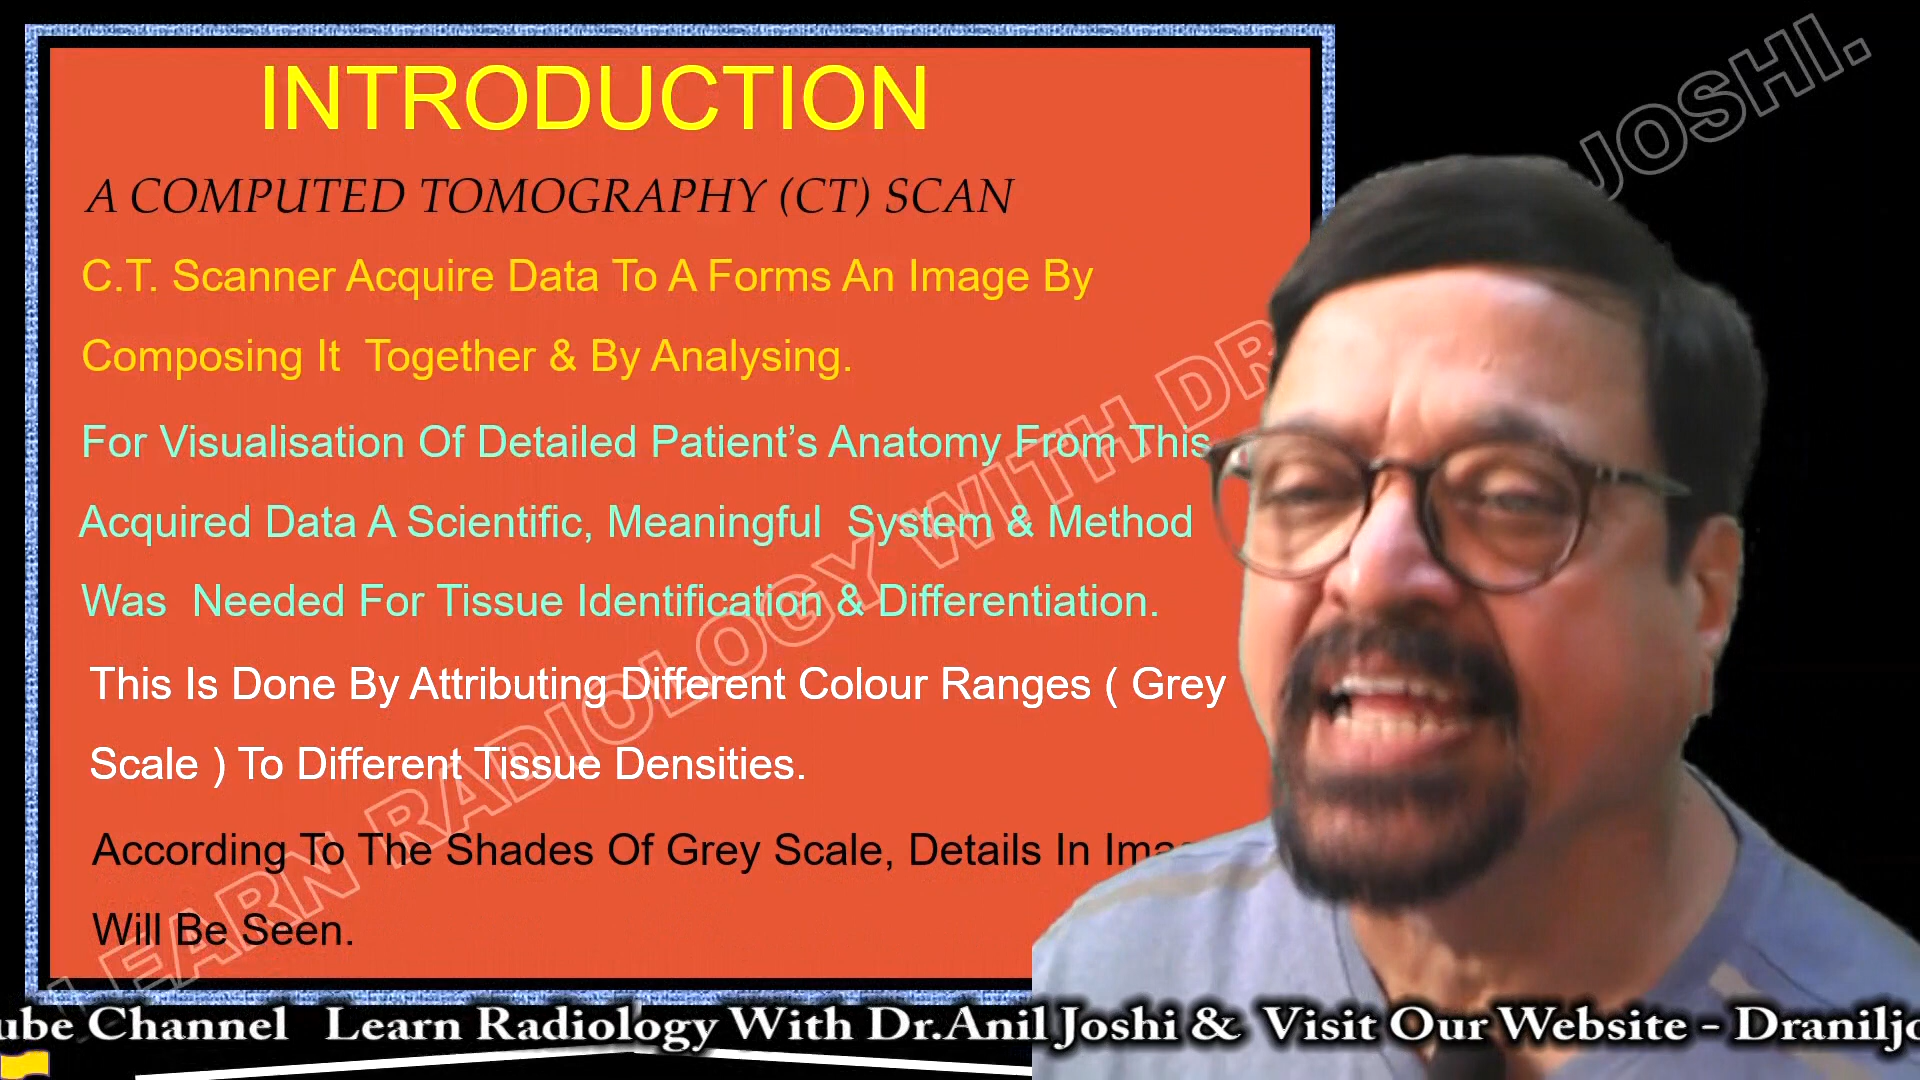 INTRODUCTION
A COMPUTED TOMOGRAPHY (CT) SCAN
C.T. Scanner Acquire Data To A Forms An Image By
Composing It Together & By Analysing.
For Visualisation Of Detailed Patient’s Anatomy From This
Acquired Data A Scientific, Meaningful System & Method
Was Needed For Tissue Identification & Differentiation.
This Is Done By Attributing Different Colour Ranges ( Grey
Scale ) To Different Tissue Densities.
According To The Shades Of Grey Scale, Details In
Will Be Seen.
LEARN RADIOLOGY WITH DR JOSHI.
ube Channel Learn Radiology With Dr.Anil Joshi & Visit Our Website - Draniljo